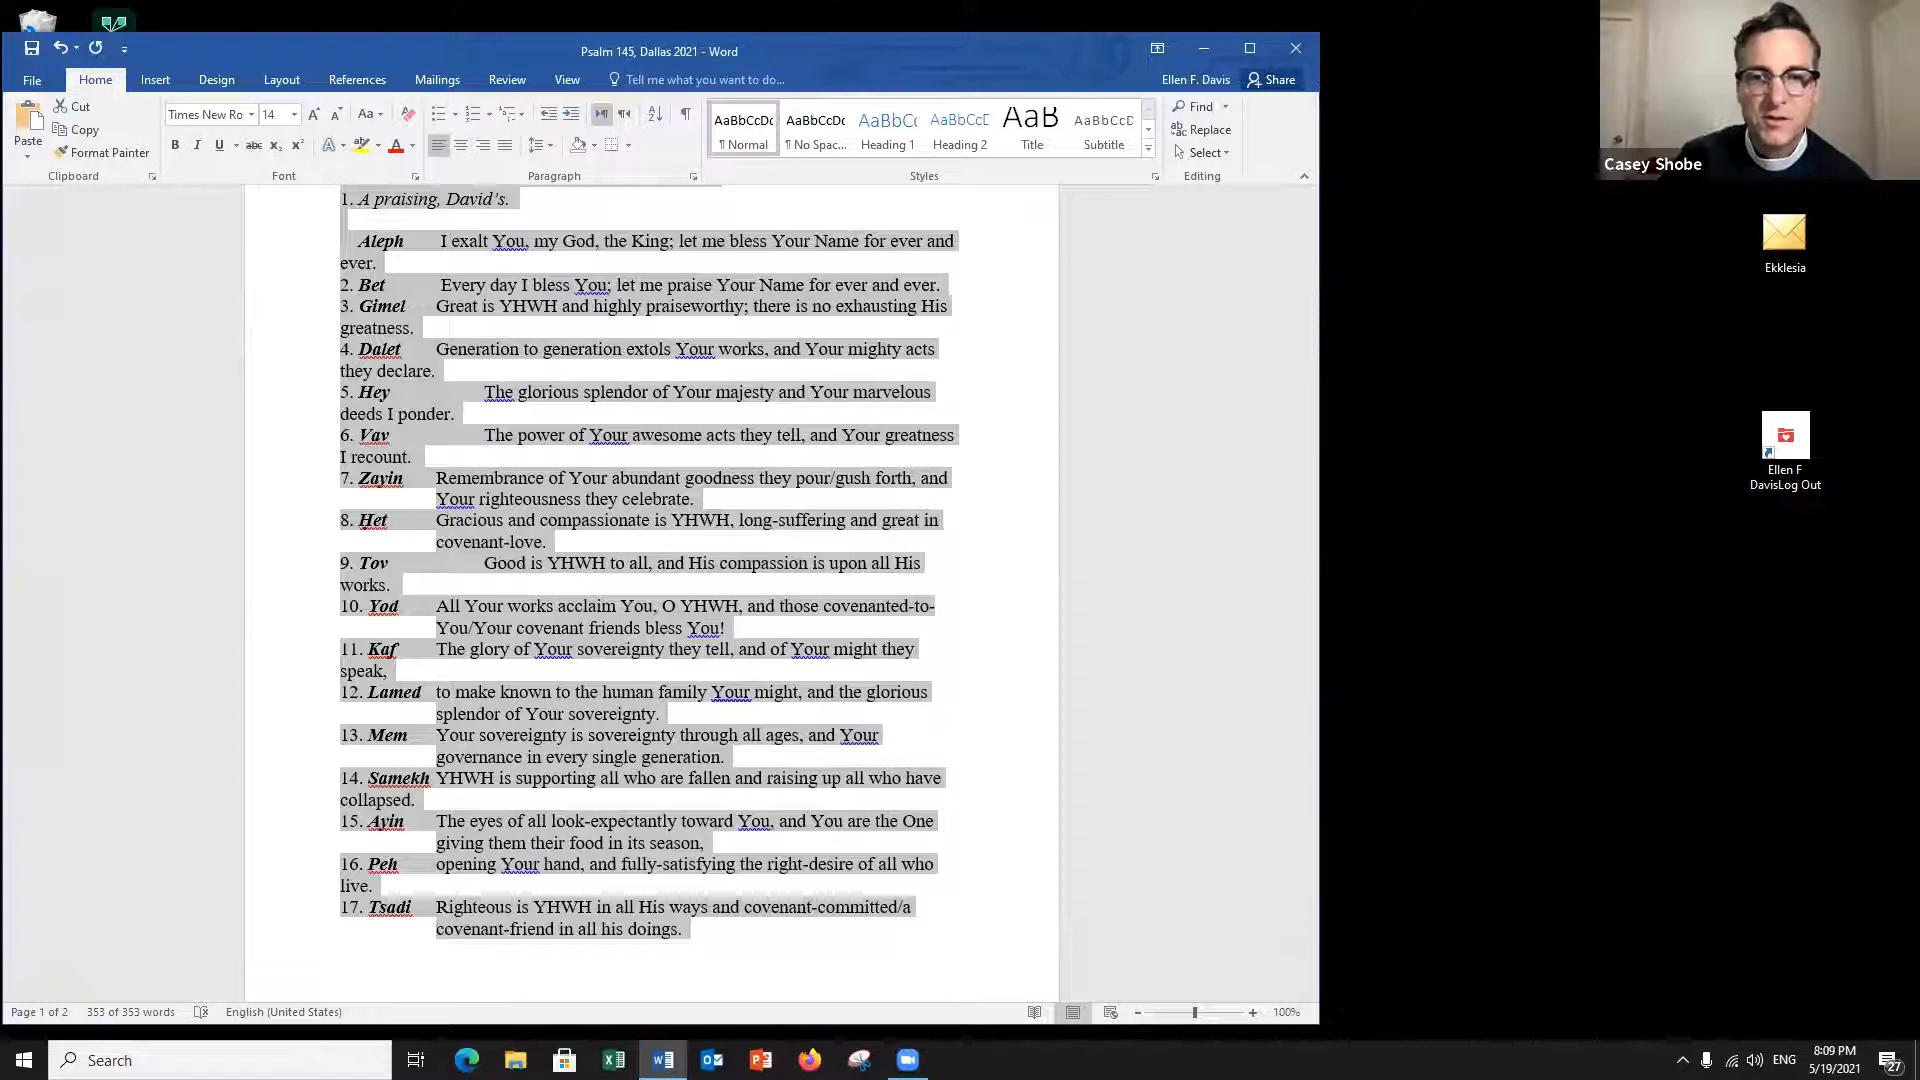 Psalm 145, Dallas 2021 - Word
File Home Insert Design Layout References Mailings Review View Tell me what you want to do... Ellen F. Davis Share
Paste
Cut
Copy
Format Painter
Clipboard
Times New Ro 14
Aa
B I U abc x₂ x²
Font
Paragraph
AaBbCcDc AaBbCcDc AaBbCc AaBbCcD AaB AaBbCcD
¶ Normal ¶ No Spac... Heading 1 Heading 2 Title Subtitle
Styles
Find
Replace
Select
Editing
1. A praising, David’s.
Aleph I exalt You, my God, the King; let me bless Your Name for ever and
ever.
2. Bet Every day I bless You; let me praise Your Name for ever and ever.
3. Gimel Great is YHWH and highly praiseworthy; there is no exhausting His
greatness.
4. Dalet Generation to generation extols Your works, and Your mighty acts
they declare.
5. Hey The glorious splendor of Your majesty and Your marvelous
deeds I ponder.
6. Vav The power of Your awesome acts they tell, and Your greatness
I recount.
7. Zayin Remembrance of Your abundant goodness they pour/gush forth, and
Your righteousness they celebrate.
8. Het Gracious and compassionate is YHWH, long-suffering and great in
covenant-love.
9. Tov Good is YHWH to all, and His compassion is upon all His
works.
10. Yod All Your works acclaim You, O YHWH, and those covenanted-to-
You/Your covenant friends bless You!
11. Kaf The glory of Your sovereignty they tell, and of Your might they
speak,
12. Lamed to make known to the human family Your might, and the glorious
splendor of Your sovereignty.
13. Mem Your sovereignty is sovereignty through all ages, and Your
governance in every single generation.
14. Samekh YHWH is supporting all who are fallen and raising up all who have
collapsed.
15. Ayin The eyes of all look-expectantly toward You, and You are the One
giving them their food in its season,
16. Peh opening Your hand, and fully-satisfying the right-desire of all who
live.
17. Tsadi Righteous is YHWH in all His ways and covenant-committed/a
covenant-friend in all his doings.
Page 1 of 2 353 of 353 words English (United States) 100%
Casey Shobe
Ekklesia
Ellen F
DavisLog Out
Search
ENG
8:09 PM
5/19/2021
27